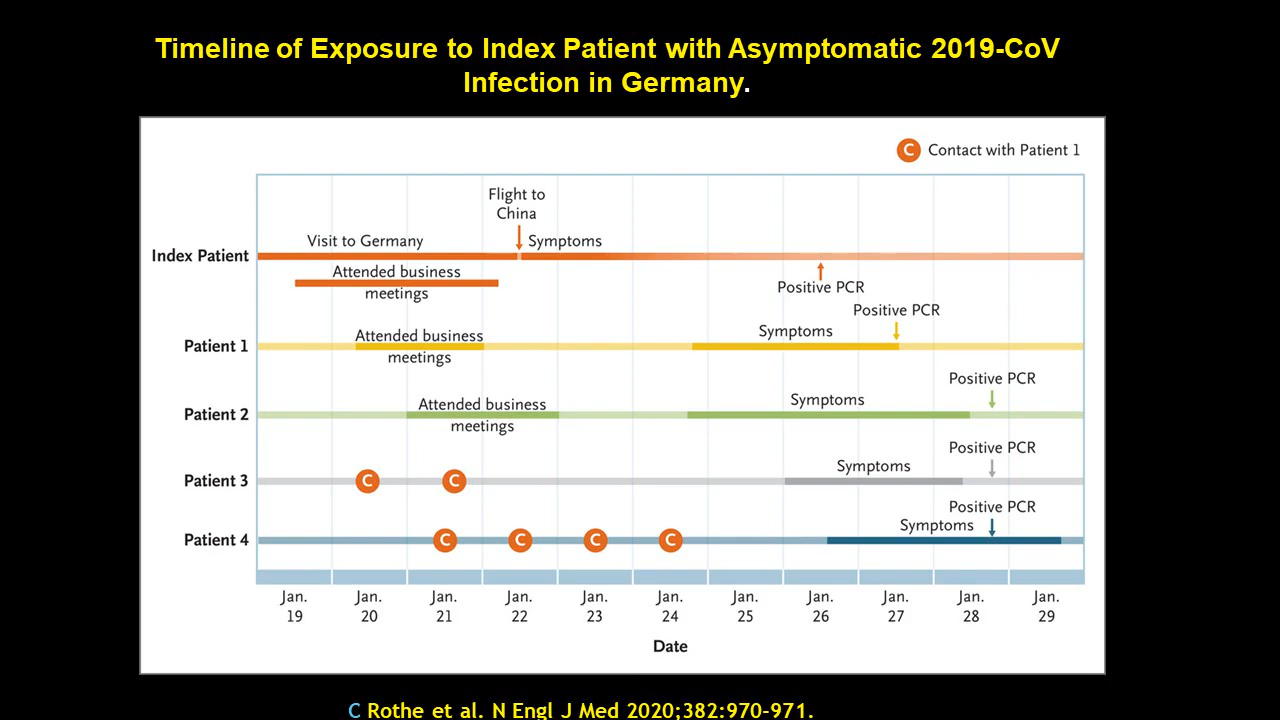 Timeline of Exposure to Index Patient with Asymptomatic 2019-CoV
Infection in Germany.
C Contact with Patient 1
Flight to
China
Visit to Germany
Symptoms
Index Patient
Attended business
meetings
Positive PCR
Positive PCR
Attended business
meetings
Symptoms
Patient 1
Positive PCR
Attended business
meetings
Symptoms
Patient 2
Positive PCR
Symptoms
Patient 3
C C
Positive PCR
Symptoms
Patient 4
C C C C
Jan. Jan. Jan. Jan. Jan. Jan. Jan. Jan. Jan. Jan. Jan.
19 20 21 22 23 24 25 26 27 28 29
Date
C Rothe et al. N Engl J Med 2020;382:970-971.